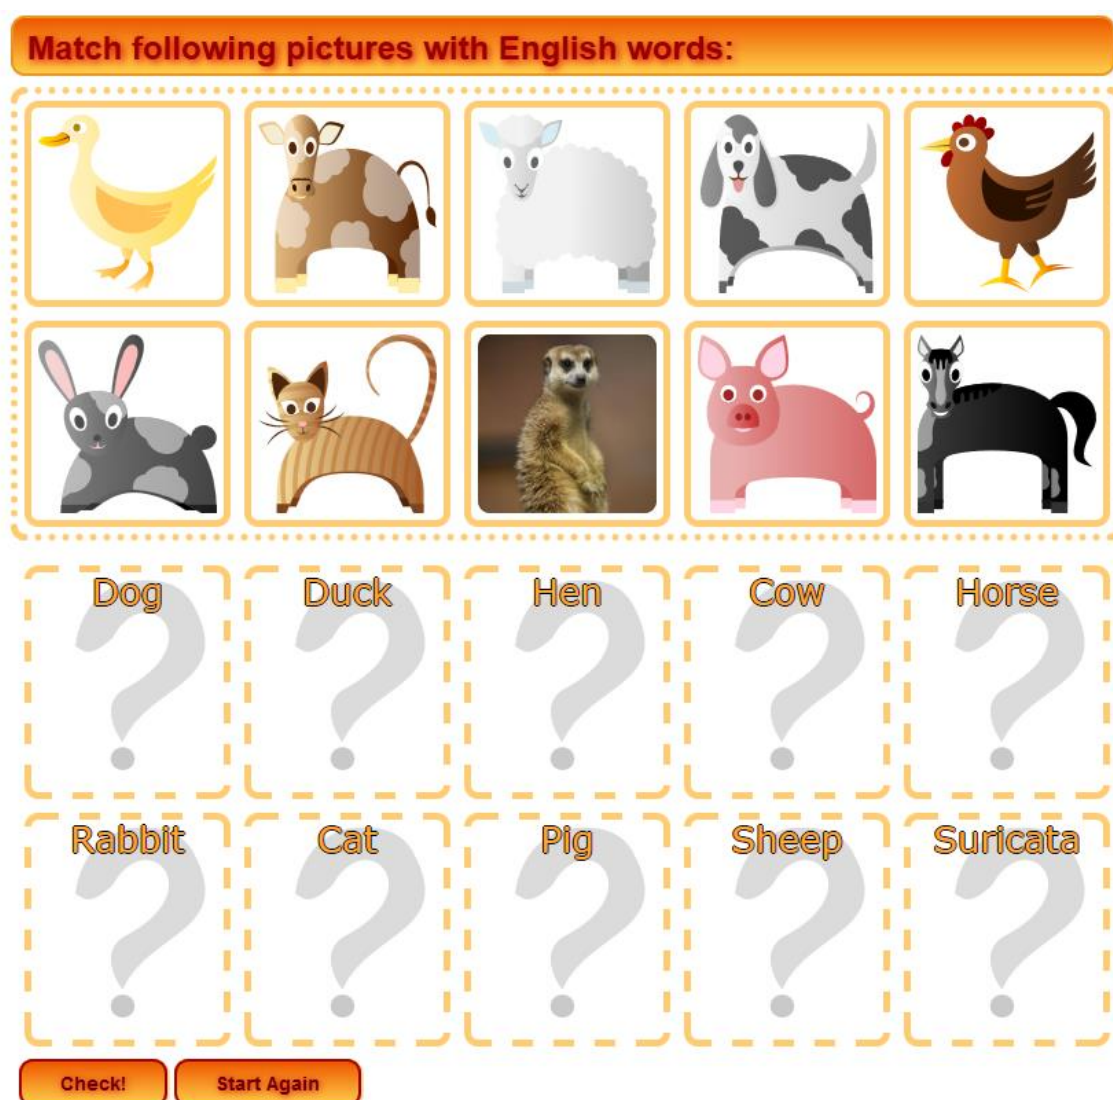 Match following pictures with English words:
Dog Duck Hen Cow Horse
Rabbit Cat Pig Sheep Suricata
Check! Start Again